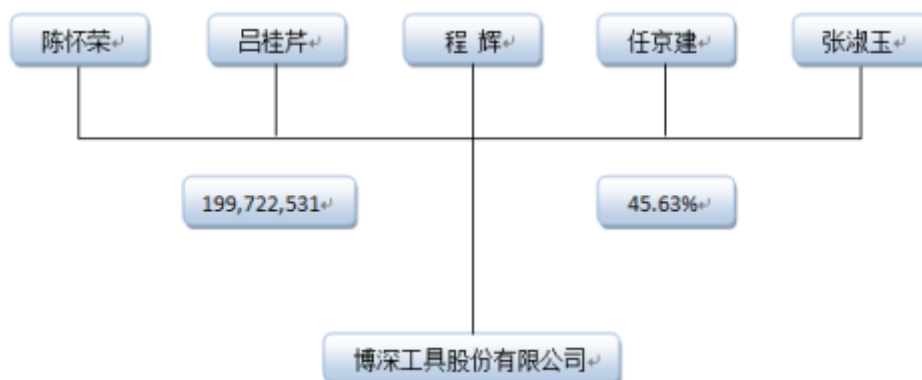 陈怀荣
吕桂芹
程 辉
任京建
张淑玉
199,722,531
45.63%
博深工具股份有限公司